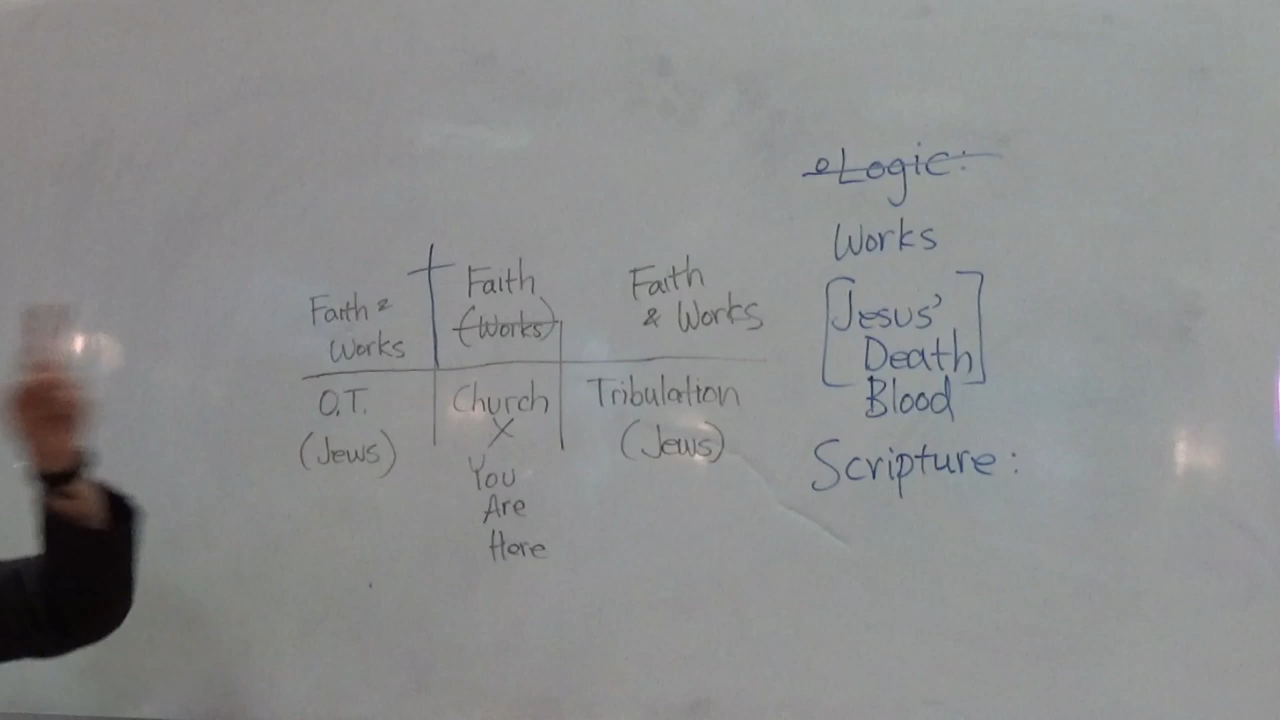 Faith &
Works
Faith
(Works)
Faith
& Works
O.T.
(Jews)
Church
X
You
Are
Here
Tribulation
(Jews)
Logic:
Works
[Jesus'
Death]
Blood
Scripture: